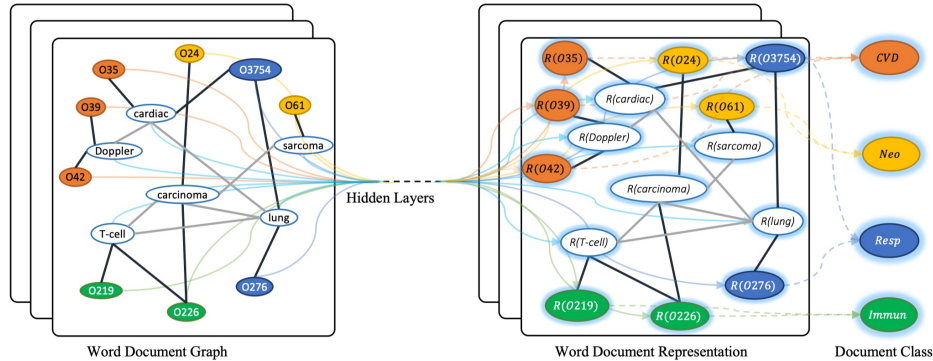 O24
O35
O3754
O39
O61
cardiac
Doppler
sarcoma
O42
carcinoma
lung
T-cell
O219
O276
O226
Word Document Graph
Hidden Layers
R(O35)
R(O24)
R(O3754)
R(O39)
R(cardiac)
R(O61)
R(Doppler)
R(sarcoma)
R(O42)
R(carcinoma)
R(lung)
R(T-cell)
R(O276)
R(O219)
R(O226)
Word Document Representation
CVD
Neo
Resp
Immun
Document Class